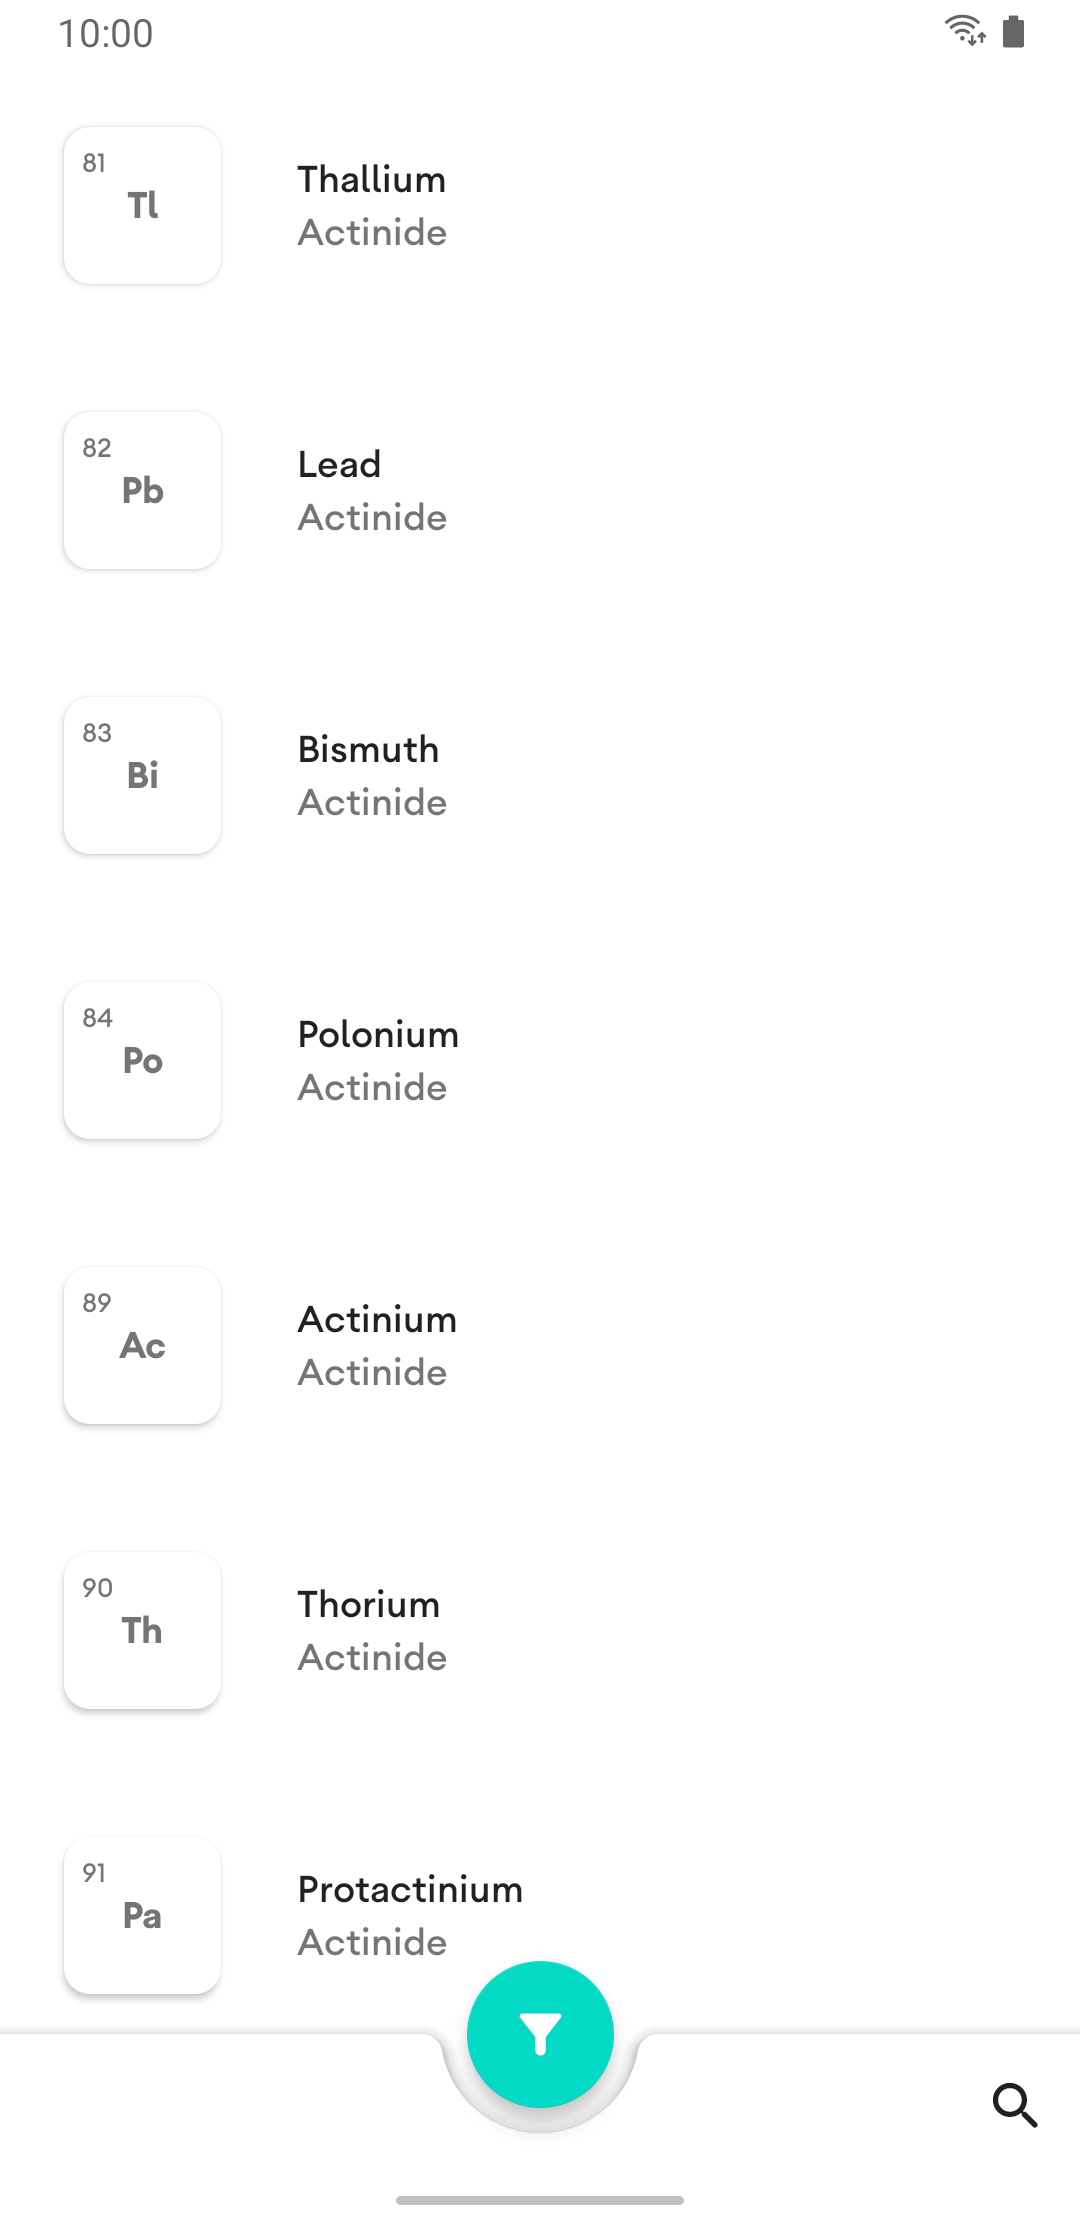 10:00
81
Tl
Thallium
Actinide
82
Pb
Lead
Actinide
83
Bi
Bismuth
Actinide
84
Po
Polonium
Actinide
89
Ac
Actinium
Actinide
90
Th
Thorium
Actinide
91
Pa
Protactinium
Actinide